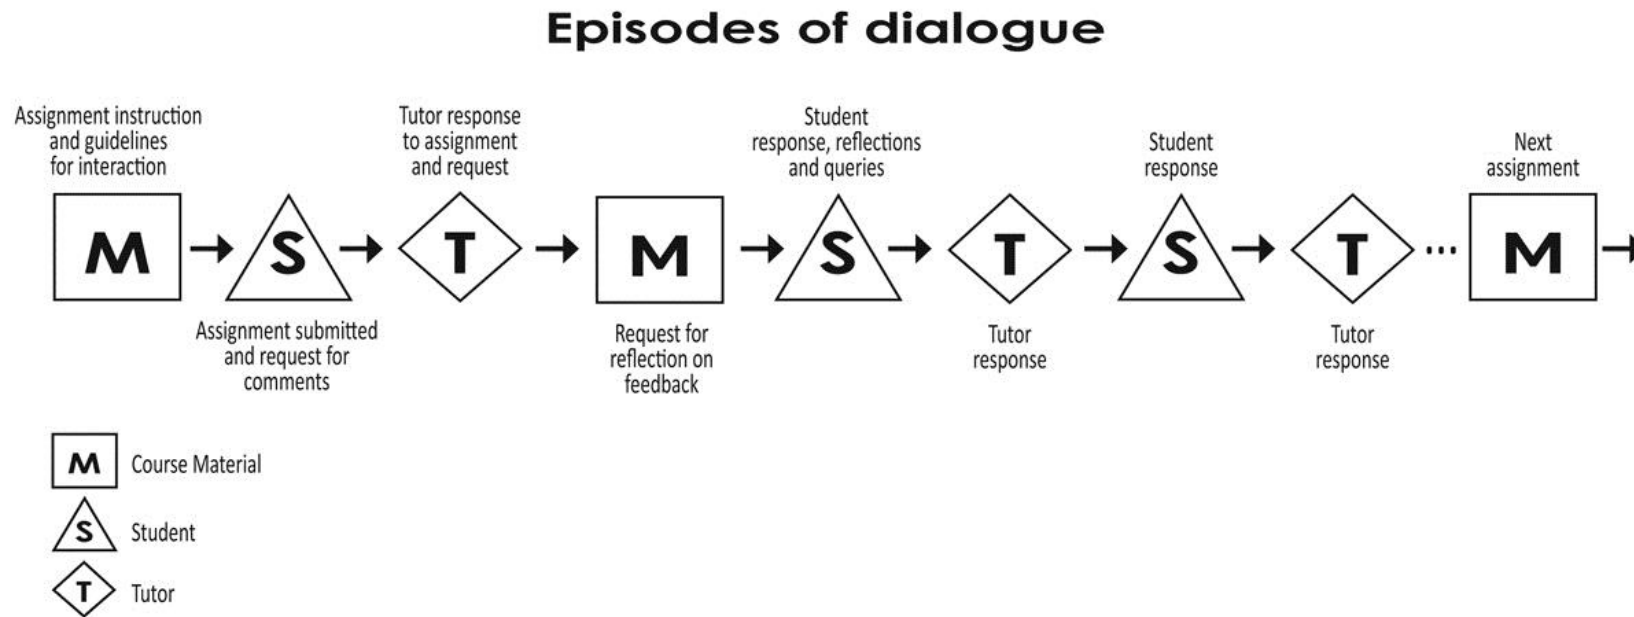 Episodes of dialogue
Assignment instruction
and guidelines
for interaction
M
S
Assignment submitted
and request for
comments
Tutor response
to assignment
and request
T
M
Request for
reflection on
feedback
Student
response, reflections
and queries
S
T
Tutor
response
Student
response
S
T
Tutor
response
...
Next
assignment
M
M Course Material
S Student
T Tutor